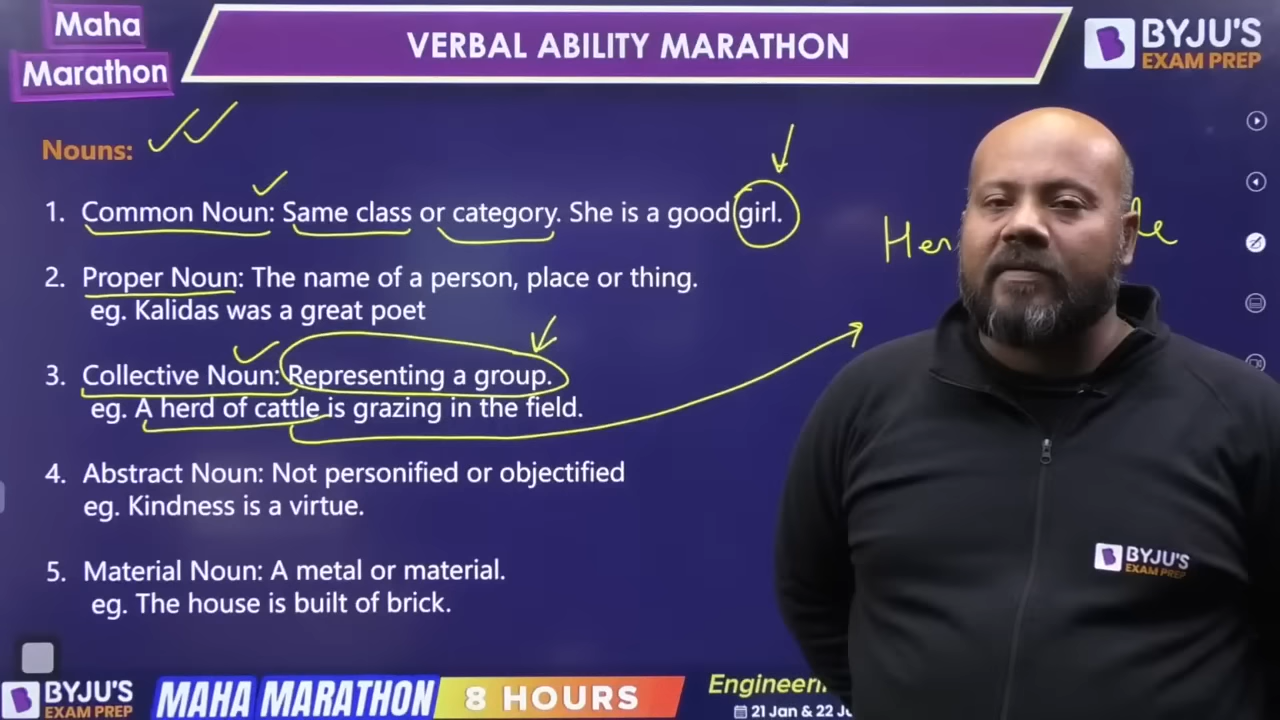 Maha
Marathon
VERBAL ABILITY MARATHON
BYJU'S
EXAM PREP
Nouns:
1. Common Noun: Same class or category. She is a good girl.
2. Proper Noun: The name of a person, place or thing.
eg. Kalidas was a great poet
3. Collective Noun: Representing a group.
eg. A herd of cattle is grazing in the field.
4. Abstract Noun: Not personified or objectified
eg. Kindness is a virtue.
5. Material Noun: A metal or material.
eg. The house is built of brick.
BYJU'S
EXAM PREP
BYJU'S
EXAM PREP
MAHA MARATHON
8 HOURS
21 Jan & 22